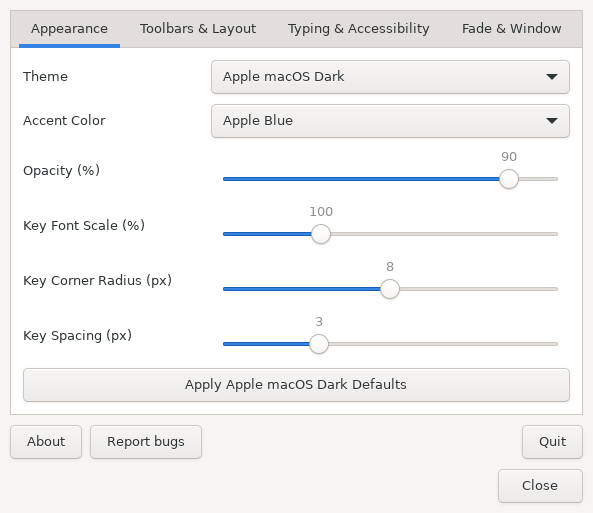 Appearance Toolbars & Layout Typing & Accessibility Fade & Window
Theme Apple macOS Dark
Accent Color Apple Blue
90
Opacity (%)
100
Key Font Scale (%)
8
Key Corner Radius (px)
3
Key Spacing (px)
Apply Apple macOS Dark Defaults
About Report bugs Quit
Close